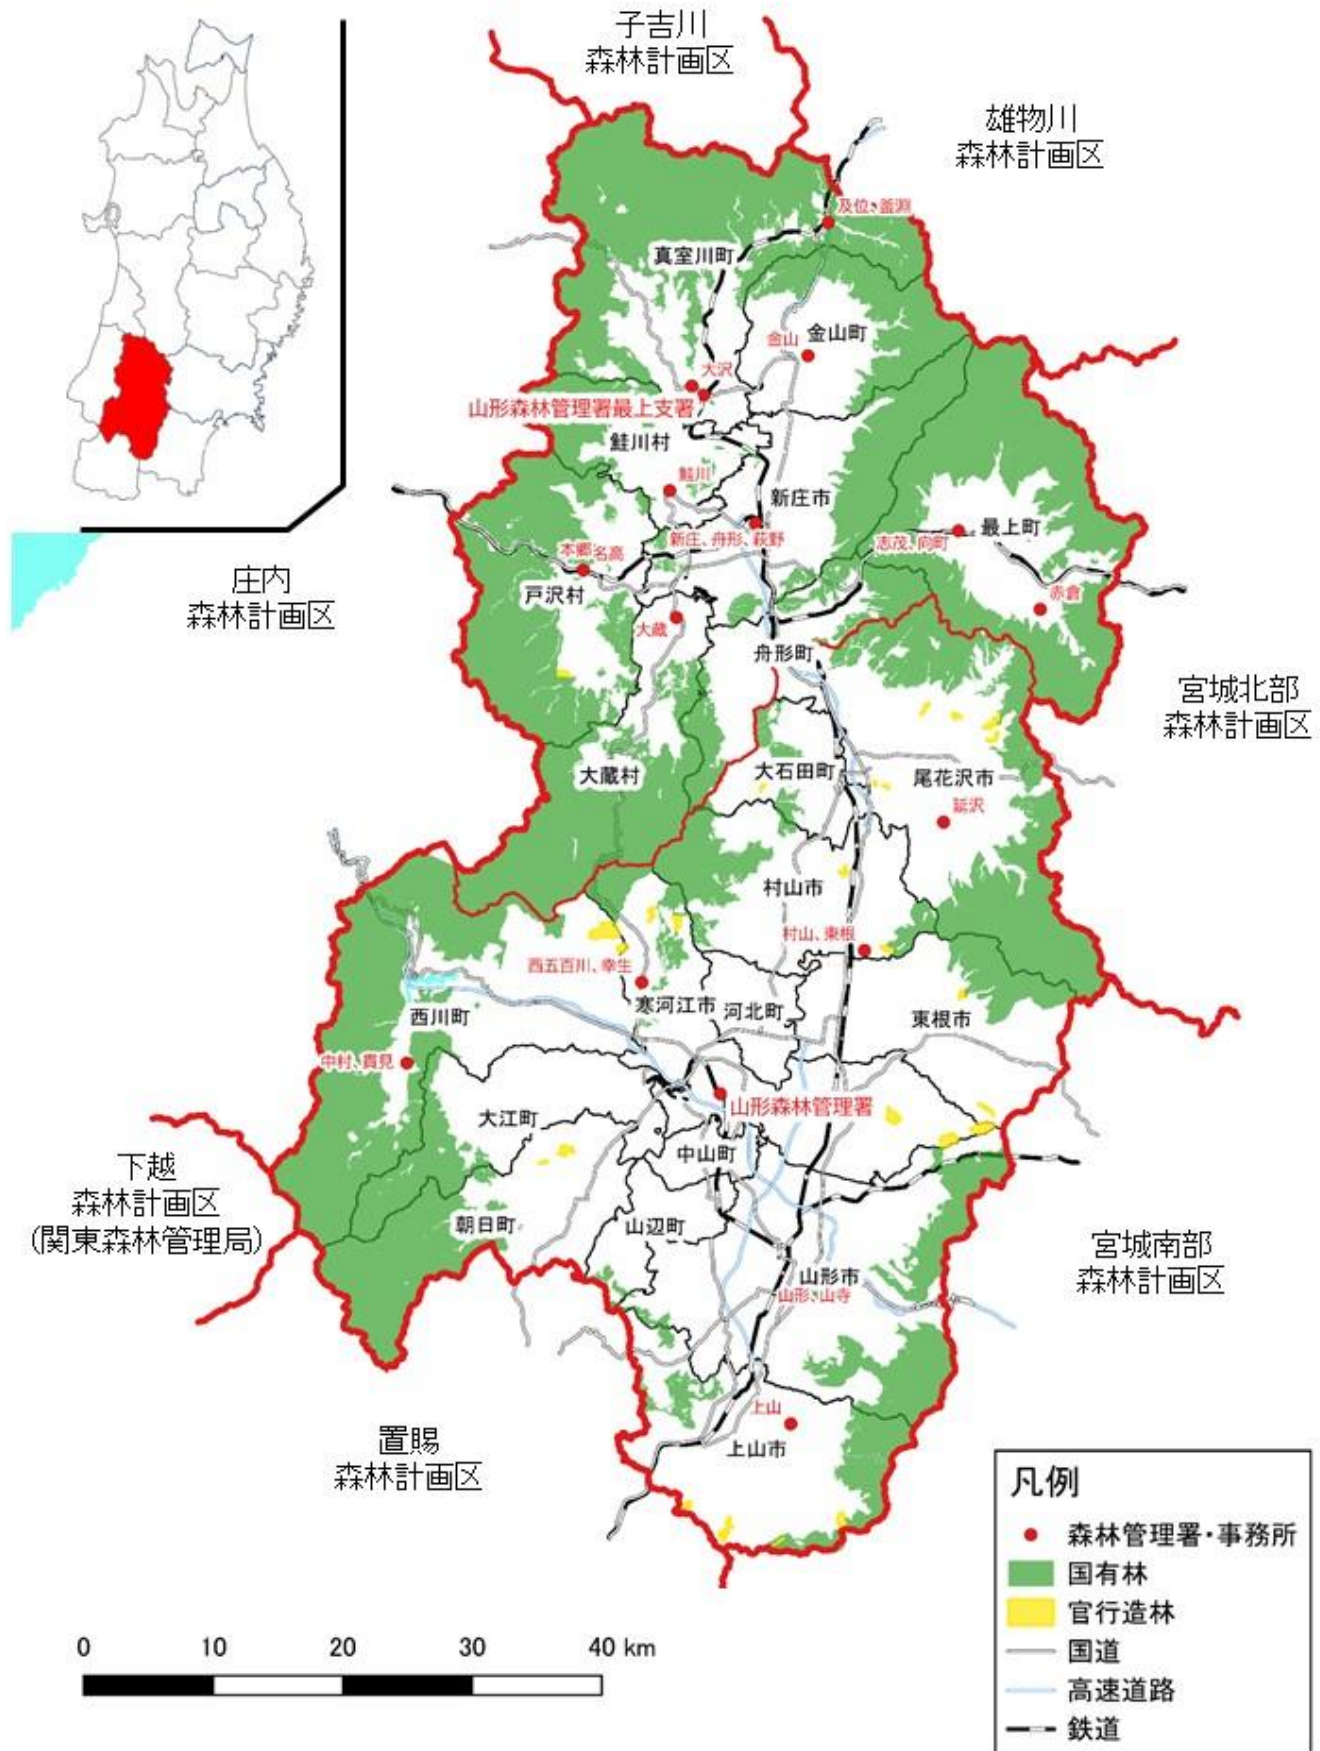 子吉川
森林計画区
雄物川
森林計画区
及位、釜淵
真室川町
金山町
金山
大沢
山形森林管理署最上支署
鮭川村
鮭川
新庄市
新庄、舟形、萩野
最上町
志茂、向町
本郷
名高
戸沢村
赤倉
庄内
森林計画区
大蔵
舟形町
宮城北部
森林計画区
大蔵村
大石田町
尾花沢市
延沢
村山市
村山、東根
西五百川、幸生
寒河江市
河北町
東根市
西川町
中村、貫見
山形森林管理署
大江町
中山町
下越
森林計画区
(関東森林管理局)
朝日町
山辺町
宮城南部
森林計画区
山形市
山形、山寺
置賜
森林計画区
上山
上山市
凡例
森林管理署・事務所
国有林
官行造林
国道
高速道路
鉄道
0 10 20 30 40 km